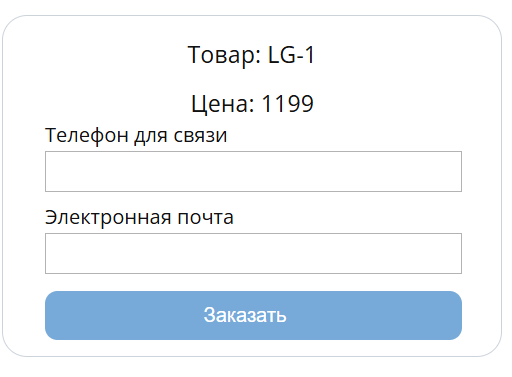 Товар: LG-1
Цена: 1199
Телефон для связи
Электронная почта
Заказать